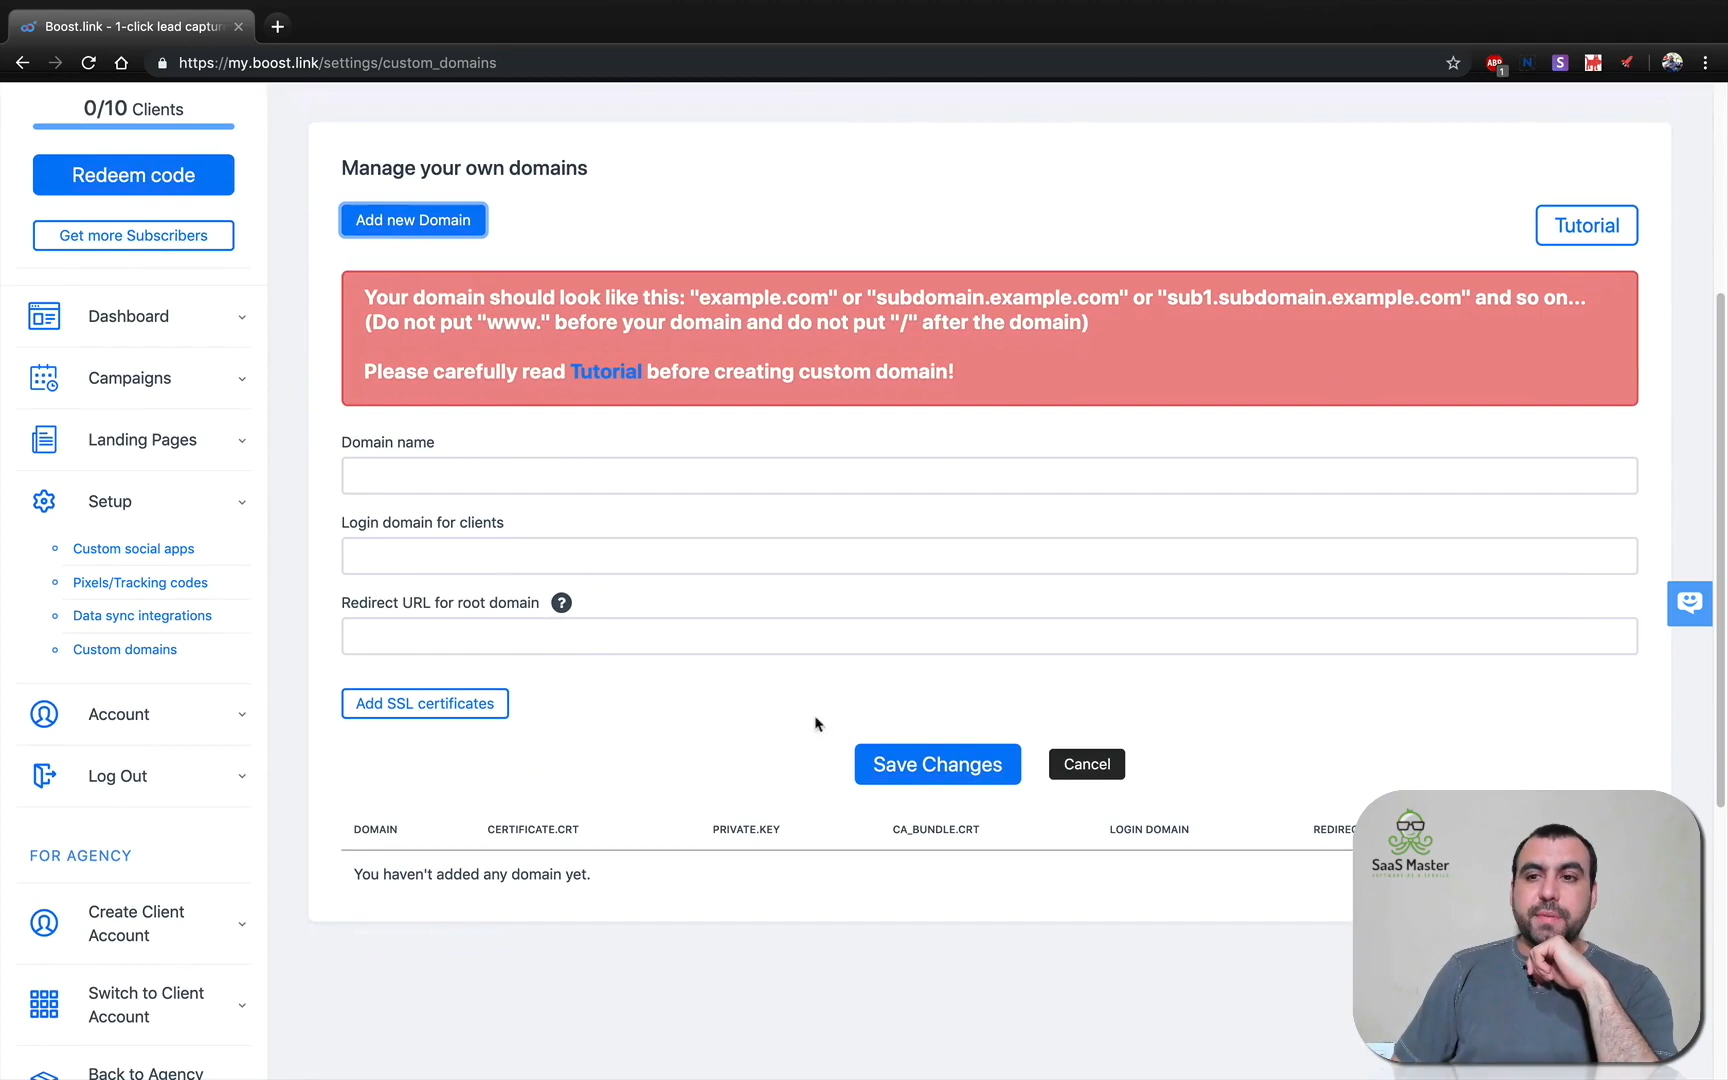 Boost.link - 1-click lead captur
https://my.boost.link/settings/custom_domains
ABP
1
N
S
0/10 Clients
Redeem code
Get more Subscribers
Dashboard
Campaigns
Landing Pages
Setup
Custom social apps
Pixels/Tracking codes
Data sync integrations
Custom domains
Account
Log Out
FOR AGENCY
Create Client
Account
Switch to Client
Account
Back to Agency
Manage your own domains
Add new Domain
Tutorial
Your domain should look like this: "example.com" or "subdomain.example.com" or "sub1.subdomain.example.com" and so on...
(Do not put "www." before your domain and do not put "/" after the domain)
Please carefully read Tutorial before creating custom domain!
Domain name
Login domain for clients
Redirect URL for root domain ?
Add SSL certificates
Save Changes
Cancel
DOMAIN CERTIFICATE.CRT PRIVATE.KEY CA_BUNDLE.CRT LOGIN DOMAIN REDIREC
You haven't added any domain yet.
SaaS Master
SOFTWARE AS A SERVICE